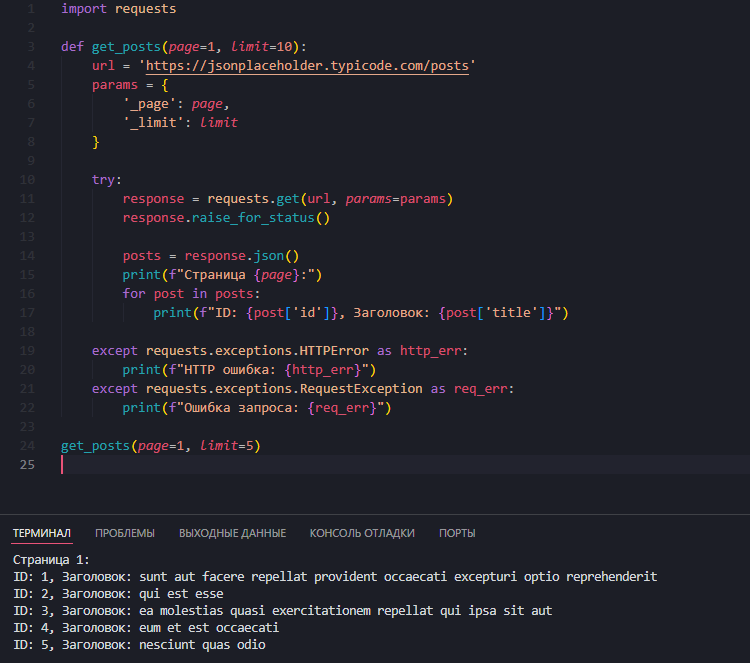 1 import requests
2
3 def get_posts(page=1, limit=10):
4     url = 'https://jsonplaceholder.typicode.com/posts'
5     params = {
6         '_page': page,
7         '_limit': limit
8     }
9
10     try:
11         response = requests.get(url, params=params)
12         response.raise_for_status()
13
14         posts = response.json()
15         print(f"Страница {page}:")
16         for post in posts:
17             print(f"ID: {post['id']}, Заголовок: {post['title']}")
18
19     except requests.exceptions.HTTPError as http_err:
20         print(f"HTTP ошибка: {http_err}")
21     except requests.exceptions.RequestException as req_err:
22         print(f"Ошибка запроса: {req_err}")
23
24 get_posts(page=1, limit=5)
25
ТЕРМИНАЛ ПРОБЛЕМЫ ВЫХОДНЫЕ ДАННЫЕ КОНСОЛЬ ОТЛАДКИ ПОРТЫ
Страница 1:
ID: 1, Заголовок: sunt aut facere repellat provident occaecati excepturi optio reprehenderit
ID: 2, Заголовок: qui est esse
ID: 3, Заголовок: ea molestias quasi exercitationem repellat qui ipsa sit aut
ID: 4, Заголовок: eum et est occaecati
ID: 5, Заголовок: nesciunt quas odio